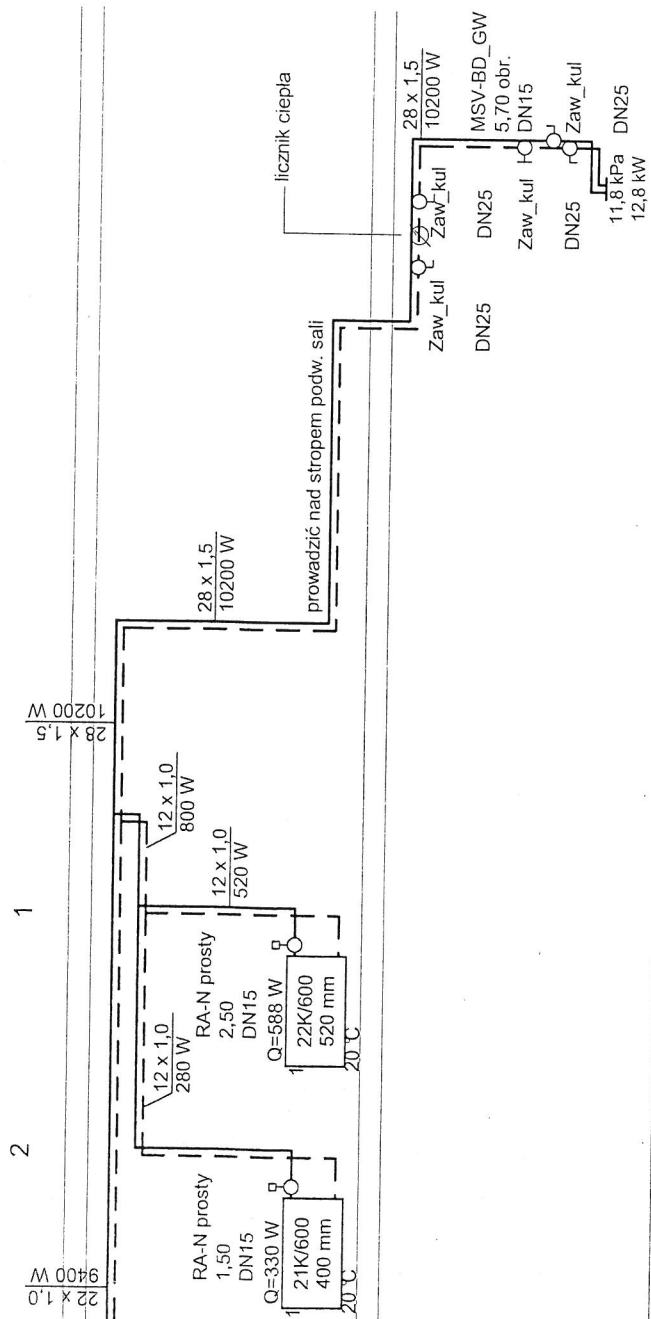 licznik ciepła
28 x 1,5
10200 W
MSV-BD_GW
5,70 obr.
DN15
Zaw_kul
DN25
Zaw_kul
DN25
Zaw_kul
DN25
Zaw_kul
DN25
11,8 kPa
12,8 kW
prowadzić nad stropem podw. sali
28 x 1,5
10200 W
28 x 1,5
10200 W
1
12 x 1,0
800 W
12 x 1,0
520 W
RA-N prosty
2,50
DN15
Q=588 W
1
22K/600
520 mm
20 °C
2
12 x 1,0
280 W
RA-N prosty
1,50
DN15
Q=330 W
1
21K/600
400 mm
20 °C
22 x 1,0
9400 W